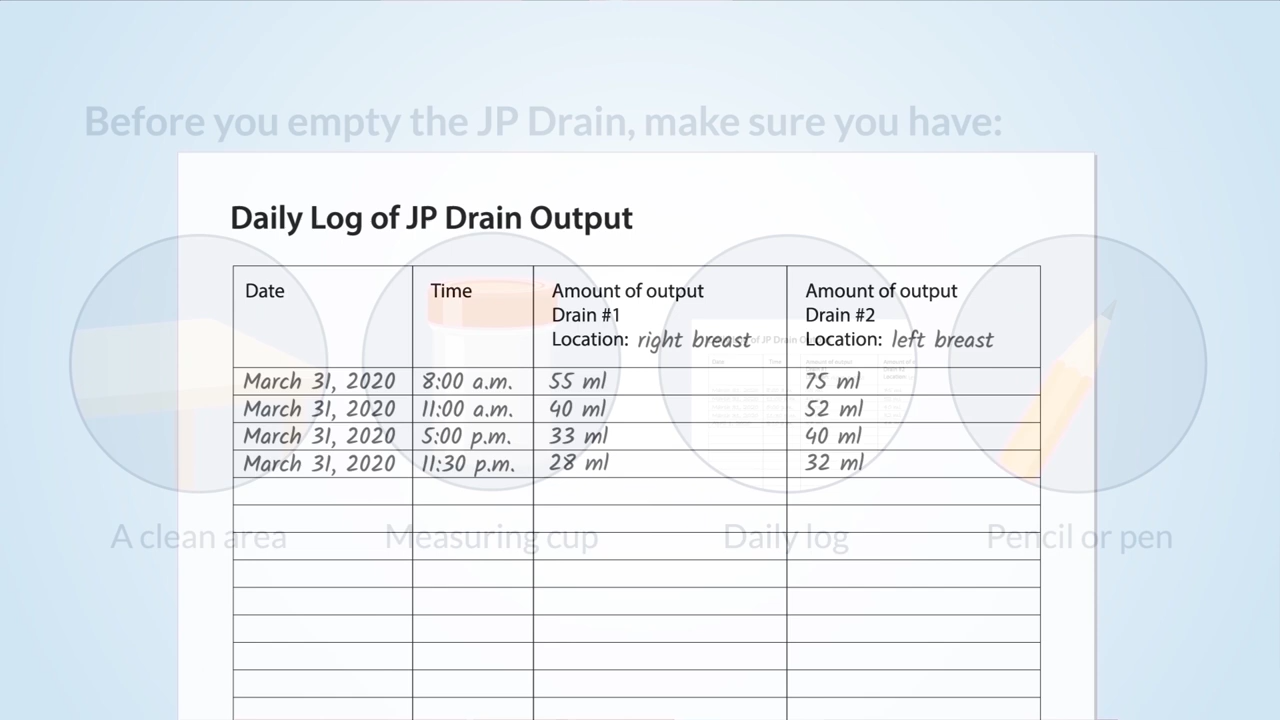 Before you empty the JP Drain, make sure you have:
Daily Log of JP Drain Output
Date
Time
Amount of output
Drain #1
Location: right breast
Amount of output
Drain #2
Location: left breast
March 31, 2020 8:00 a.m. 55 ml 75 ml
March 31, 2020 11:00 a.m. 40 ml 52 ml
March 31, 2020 5:00 p.m. 33 ml 40 ml
March 31, 2020 11:30 p.m. 28 ml 32 ml
A clean area
Measuring cup
Daily log
Pencil or pen